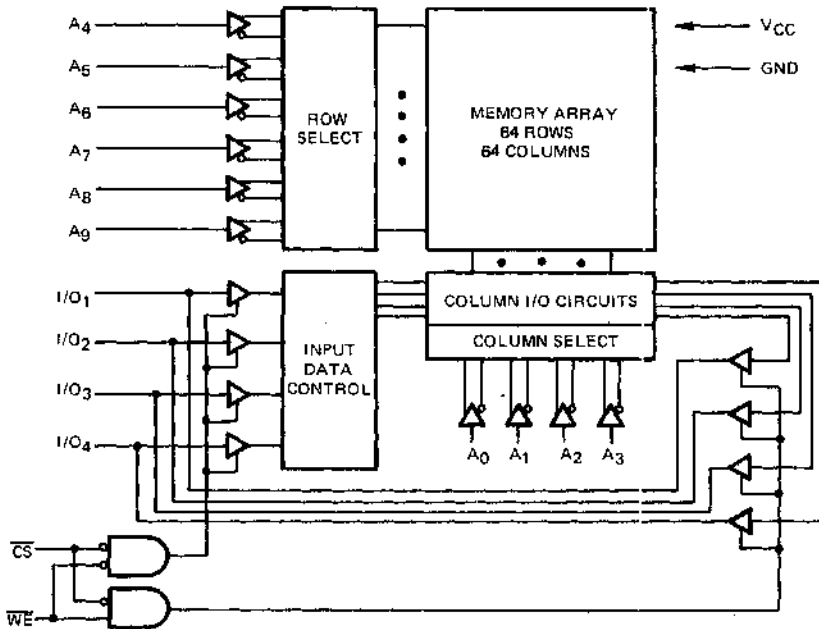 A4
A5
A6
A7
A8
A9
ROW
SELECT
MEMORY ARRAY
64 ROWS
64 COLUMNS
VCC
GND
I/O1
I/O2
I/O3
I/O4
INPUT
DATA
CONTROL
COLUMN I/O CIRCUITS
COLUMN SELECT
A0 A1 A2 A3
CS
WE